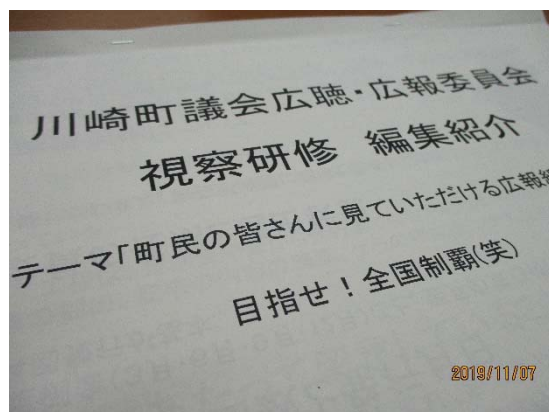 川崎町議会広聴・広報委員会
視察研修 編集紹介
テーマ「町民の皆さんに見ていただける広報
目指せ！全国制覇(笑)
2019/11/07